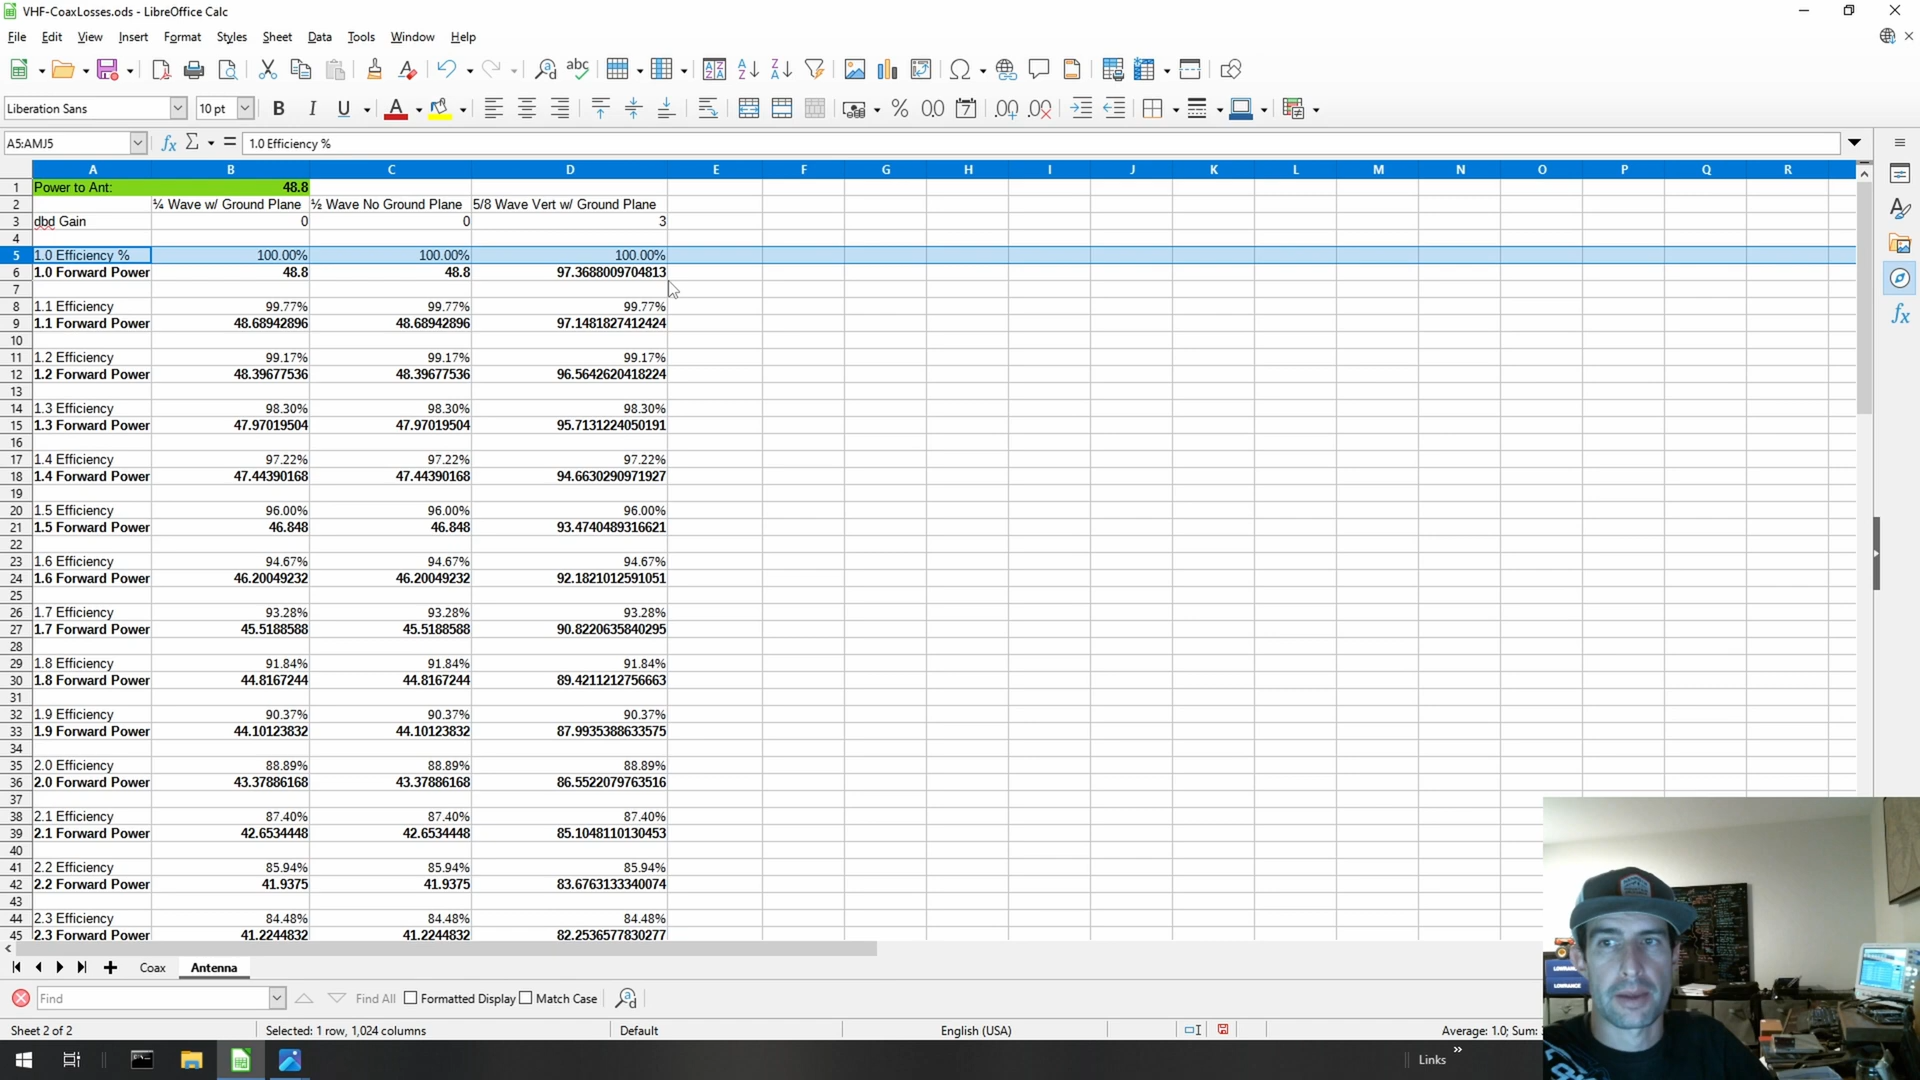 VHF-CoaxLosses.ods - LibreOffice Calc
File Edit View Insert Format Styles Sheet Data Tools Window Help
Liberation Sans 10 pt
A5:AMJ5 1.0 Efficiency %
A B C D E F G H I J K L M N O P Q R
1 Power to Ant: 48.8
2 ¼ Wave w/ Ground Plane ½ Wave No Ground Plane 5/8 Wave Vert w/ Ground Plane
3 dbd Gain 0 0 3
4
5 1.0 Efficiency % 100.00% 100.00% 100.00%
6 1.0 Forward Power 48.8 48.8 97.3688009704813
7
8 1.1 Efficiency 99.77% 99.77% 99.77%
9 1.1 Forward Power 48.68942896 48.68942896 97.1481827412424
10
11 1.2 Efficiency 99.17% 99.17% 99.17%
12 1.2 Forward Power 48.39677536 48.39677536 96.5642620418224
13
14 1.3 Efficiency 98.30% 98.30% 98.30%
15 1.3 Forward Power 47.97019504 47.97019504 95.7131224050191
16
17 1.4 Efficiency 97.22% 97.22% 97.22%
18 1.4 Forward Power 47.44390168 47.44390168 94.6630290971927
19
20 1.5 Efficiency 96.00% 96.00% 96.00%
21 1.5 Forward Power 46.848 46.848 93.4740489316621
22
23 1.6 Efficiency 94.67% 94.67% 94.67%
24 1.6 Forward Power 46.20049232 46.20049232 92.1821012591051
25
26 1.7 Efficiency 93.28% 93.28% 93.28%
27 1.7 Forward Power 45.5188588 45.5188588 90.8220635840295
28
29 1.8 Efficiency 91.84% 91.84% 91.84%
30 1.8 Forward Power 44.8167244 44.8167244 89.4211212756663
31
32 1.9 Efficiency 90.37% 90.37% 90.37%
33 1.9 Forward Power 44.10123832 44.10123832 87.9935388633575
34
35 2.0 Efficiency 88.89% 88.89% 88.89%
36 2.0 Forward Power 43.37886168 43.37886168 86.5522079763516
37
38 2.1 Efficiency 87.40% 87.40% 87.40%
39 2.1 Forward Power 42.6534448 42.6534448 85.1048110130453
40
41 2.2 Efficiency 85.94% 85.94% 85.94%
42 2.2 Forward Power 41.9375 41.9375 83.6763133340074
43
44 2.3 Efficiency 84.48% 84.48% 84.48%
45 2.3 Forward Power 41.2244832 41.2244832 82.2536577830277
Coax Antenna
Find Find All Formatted Display Match Case
Sheet 2 of 2 Selected: 1 row, 1,024 columns Default English (USA) Average: 1.0; Sum:
Links
LOWRANCE